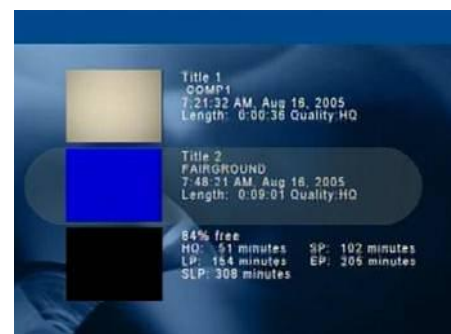 Title 1
COMP1
7:21:32 AM, Aug 16, 2005
Length: 0:00:36 Quality:HQ
Title 2
FAIRGROUND
7:48:21 AM, Aug 16, 2005
Length: 0:09:01 Quality:HQ
84% free
HQ: 51 minutes SP: 102 minutes
LP: 154 minutes EP: 205 minutes
SLP: 308 minutes